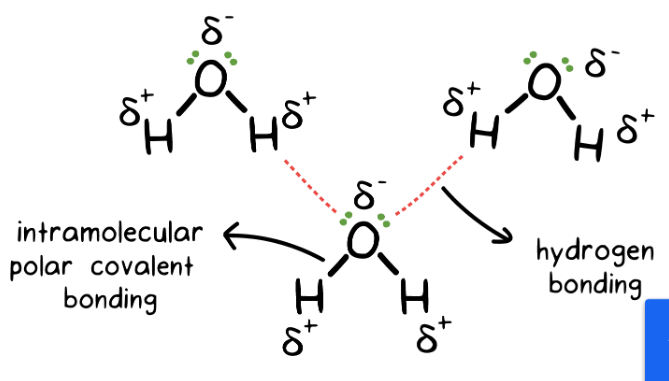 δ⁻
δ⁻
O
O
δ⁺
δ⁺
δ⁺
H
H
H
H
δ⁺
δ⁻
O
intramolecular
polar covalent
bonding
hydrogen
bonding
H
H
δ⁺
δ⁺